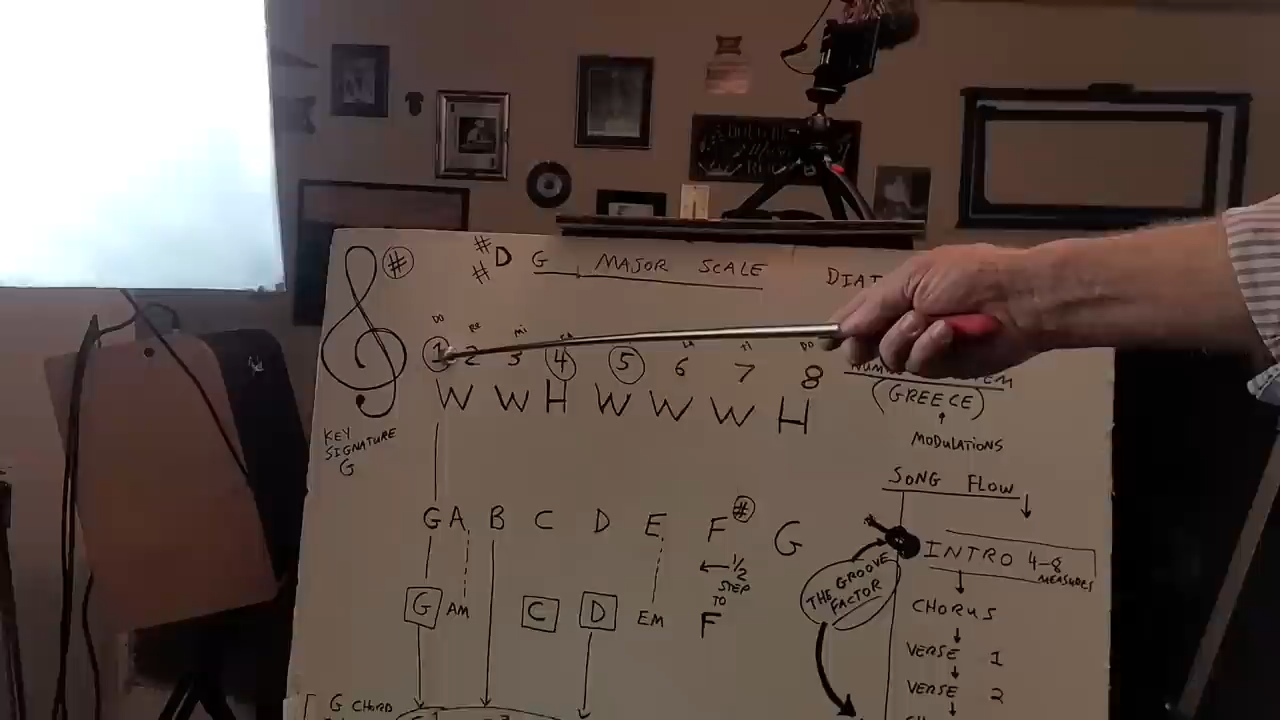 #
# # D G MAJOR SCALE
DO Re Mi FA LA TI DO
1 2 3 4 5 6 7 8
(GREECE)
W W H W W W H
MODULATIONS
KEY
SIGNATURE
G
SONG FLOW
G A B C D E F# G
INTRO 4-8
MEASURES
← 1/2
STEP
TO
F
THE GROOVE
FACTOR
G AM C D EM
CHORUS
VERSE 1
VERSE 2
G CHORD